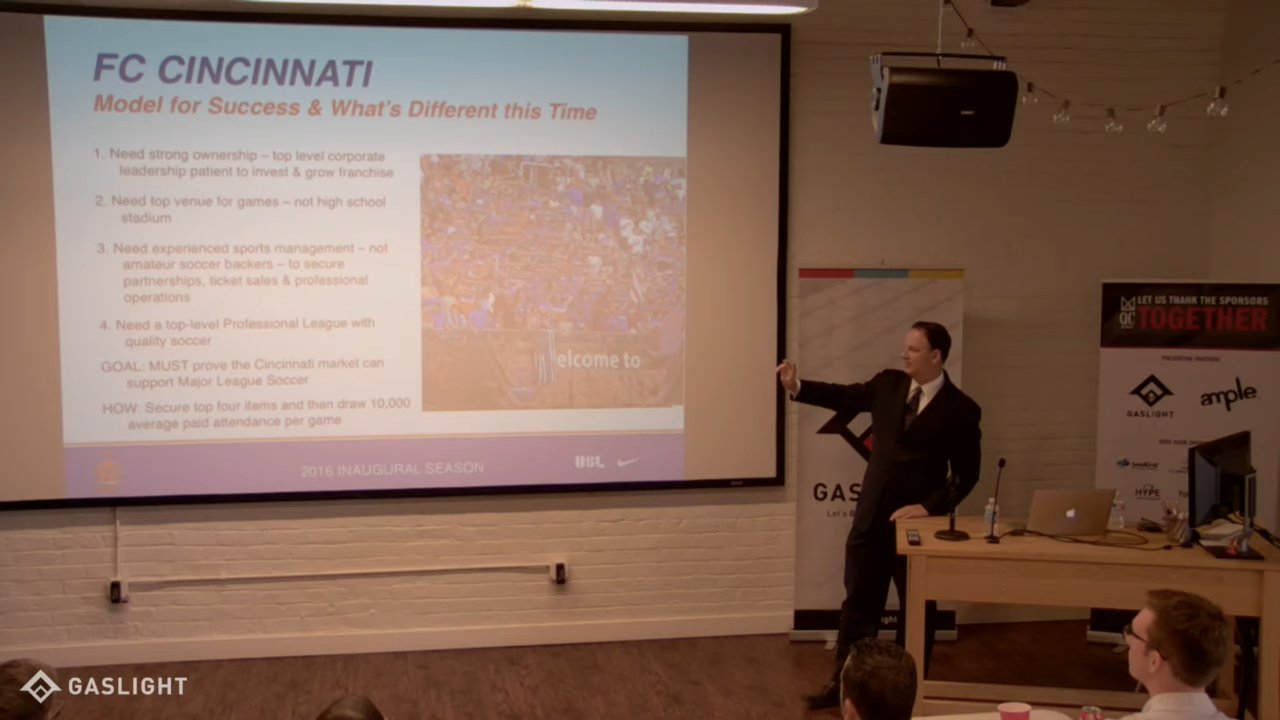 FC CINCINNATI
Model for Success & What's Different this Time
1. Need strong ownership – top level corporate
leadership patient to invest & grow franchise
2. Need top venue for games – not high school
stadium
3. Need experienced sports management – not
amateur soccer backers – to secure
partnerships, ticket sales & professional
operations
4. Need a top-level Professional League with
quality soccer
GOAL: MUST prove the Cincinnati market can
support Major League Soccer
HOW: Secure top four items and then draw 10,000
average paid attendance per game
elcome to
2016 INAUGURAL SEASON
USL
GAS
Let's B
LET US THANK THE SPONSORS
TOGETHER
PRESENTING PARTNERS
GASLIGHT
ample
HYPE
GASLIGHT